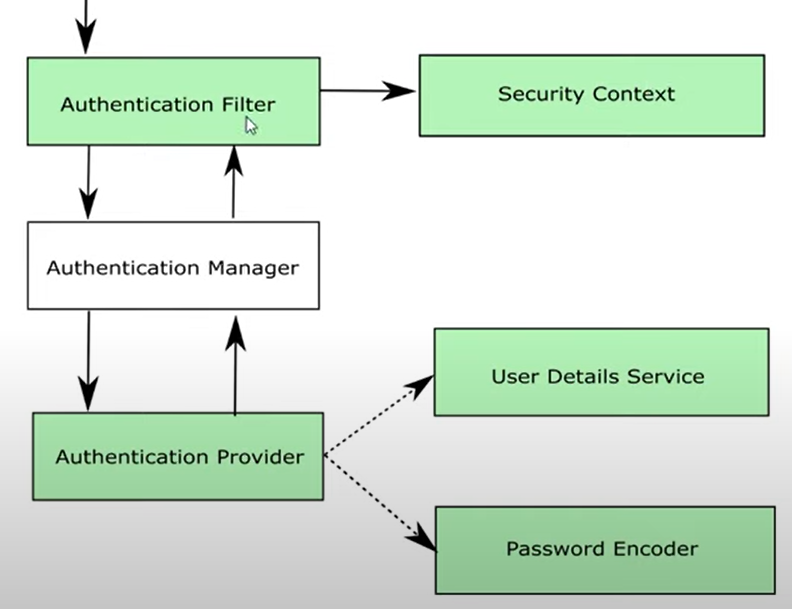 Authentication Filter
Security Context
Authentication Manager
User Details Service
Authentication Provider
Password Encoder